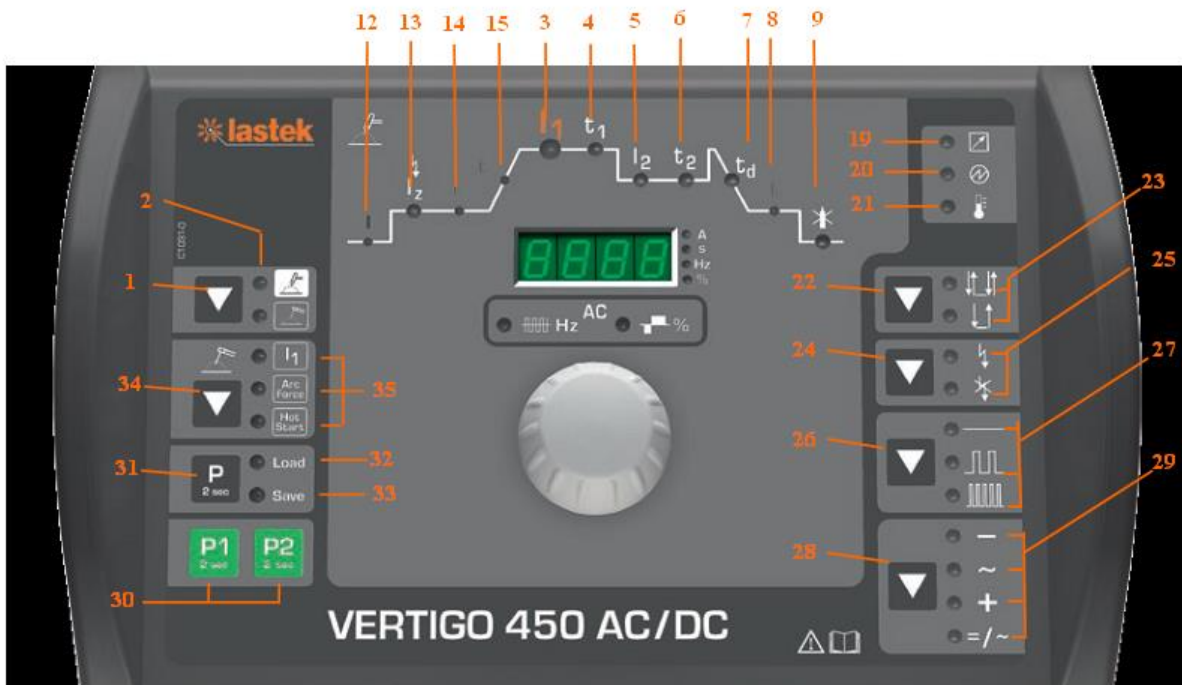 12 13 14 15 3 4 5 6 7 8 9
lastek
I1 t1
Iz I2 t2 td
19
20
21
23
2
C1091-0
A
s
Hz
%
8888
1
22
25
AC
Hz %
24
27
34
I1
Arc Force
Hot Start
35
26
29
31
P 2 sec
Load 32
Save 33
P1 2 sec
P2 2 sec
28
−
~
+
=/~
30
VERTIGO 450 AC/DC